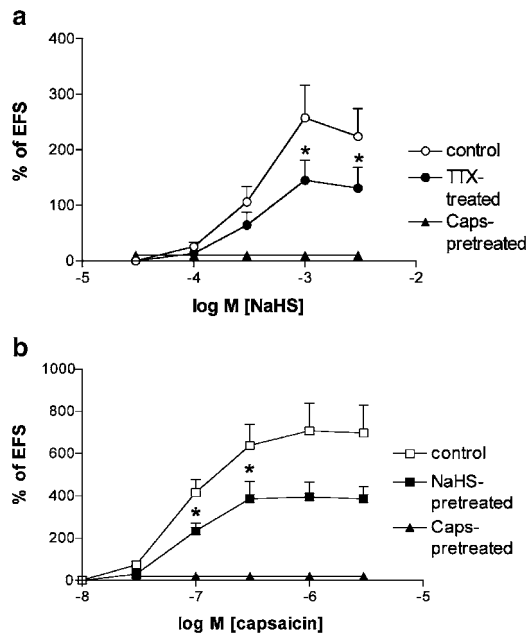 a
400
300
200
100
0
% of EFS
*
*
control
TTX-
treated
Caps-
pretreated
-5
-4
-3
-2
log M [NaHS]
b
1000
800
600
400
200
0
% of EFS
*
*
control
NaHS-
pretreated
Caps-
pretreated
-8
-7
-6
-5
log M [capsaicin]